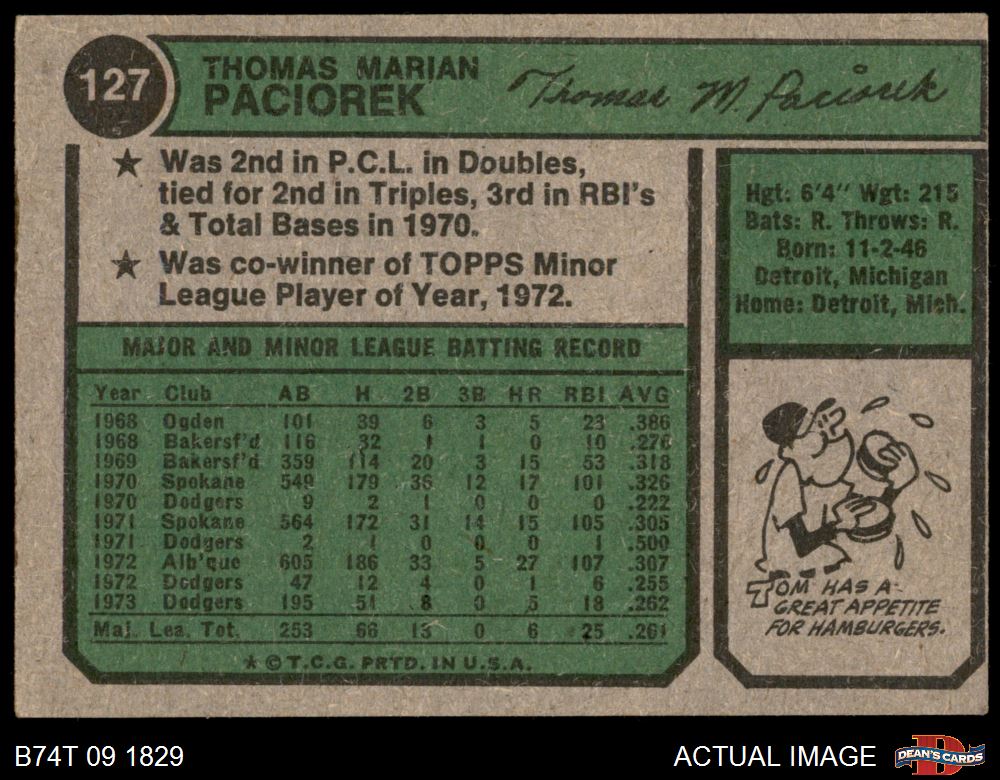 127
THOMAS MARIAN
PACIOREK
Thomas M. Paciorek
★ Was 2nd in P.C.L. in Doubles,
tied for 2nd in Triples, 3rd in RBI's
& Total Bases in 1970.
★ Was co-winner of TOPPS Minor
League Player of Year, 1972.
Hgt: 6'4" Wgt: 215
Bats: R. Throws: R.
Born: 11-2-46
Detroit, Michigan
Home: Detroit, Mich.
MAJOR AND MINOR LEAGUE BATTING RECORD
Year Club AB H 2B 3B HR RBI AVG
1968 Ogden 101 39 6 3 5 23 .386
1968 Bakersf'd 116 32 1 1 0 10 .276
1969 Bakersf'd 359 114 20 3 15 53 .318
1970 Spokane 549 179 36 12 17 101 .326
1970 Dodgers 9 2 1 0 0 0 .222
1971 Spokane 564 172 31 14 15 105 .305
1971 Dodgers 2 1 0 0 0 1 .500
1972 Alb'que 605 186 33 5 27 107 .307
1972 Dodgers 47 12 4 0 1 6 .255
1973 Dodgers 195 51 8 0 5 18 .262
Maj. Lea. Tot. 253 66 13 0 6 25 .261
★ © T.C.G. PRTD. IN U.S.A.
TOM HAS A
GREAT APPETITE
FOR HAMBURGERS.
B74T 09 1829
ACTUAL IMAGE
D
DEAN'S CARDS